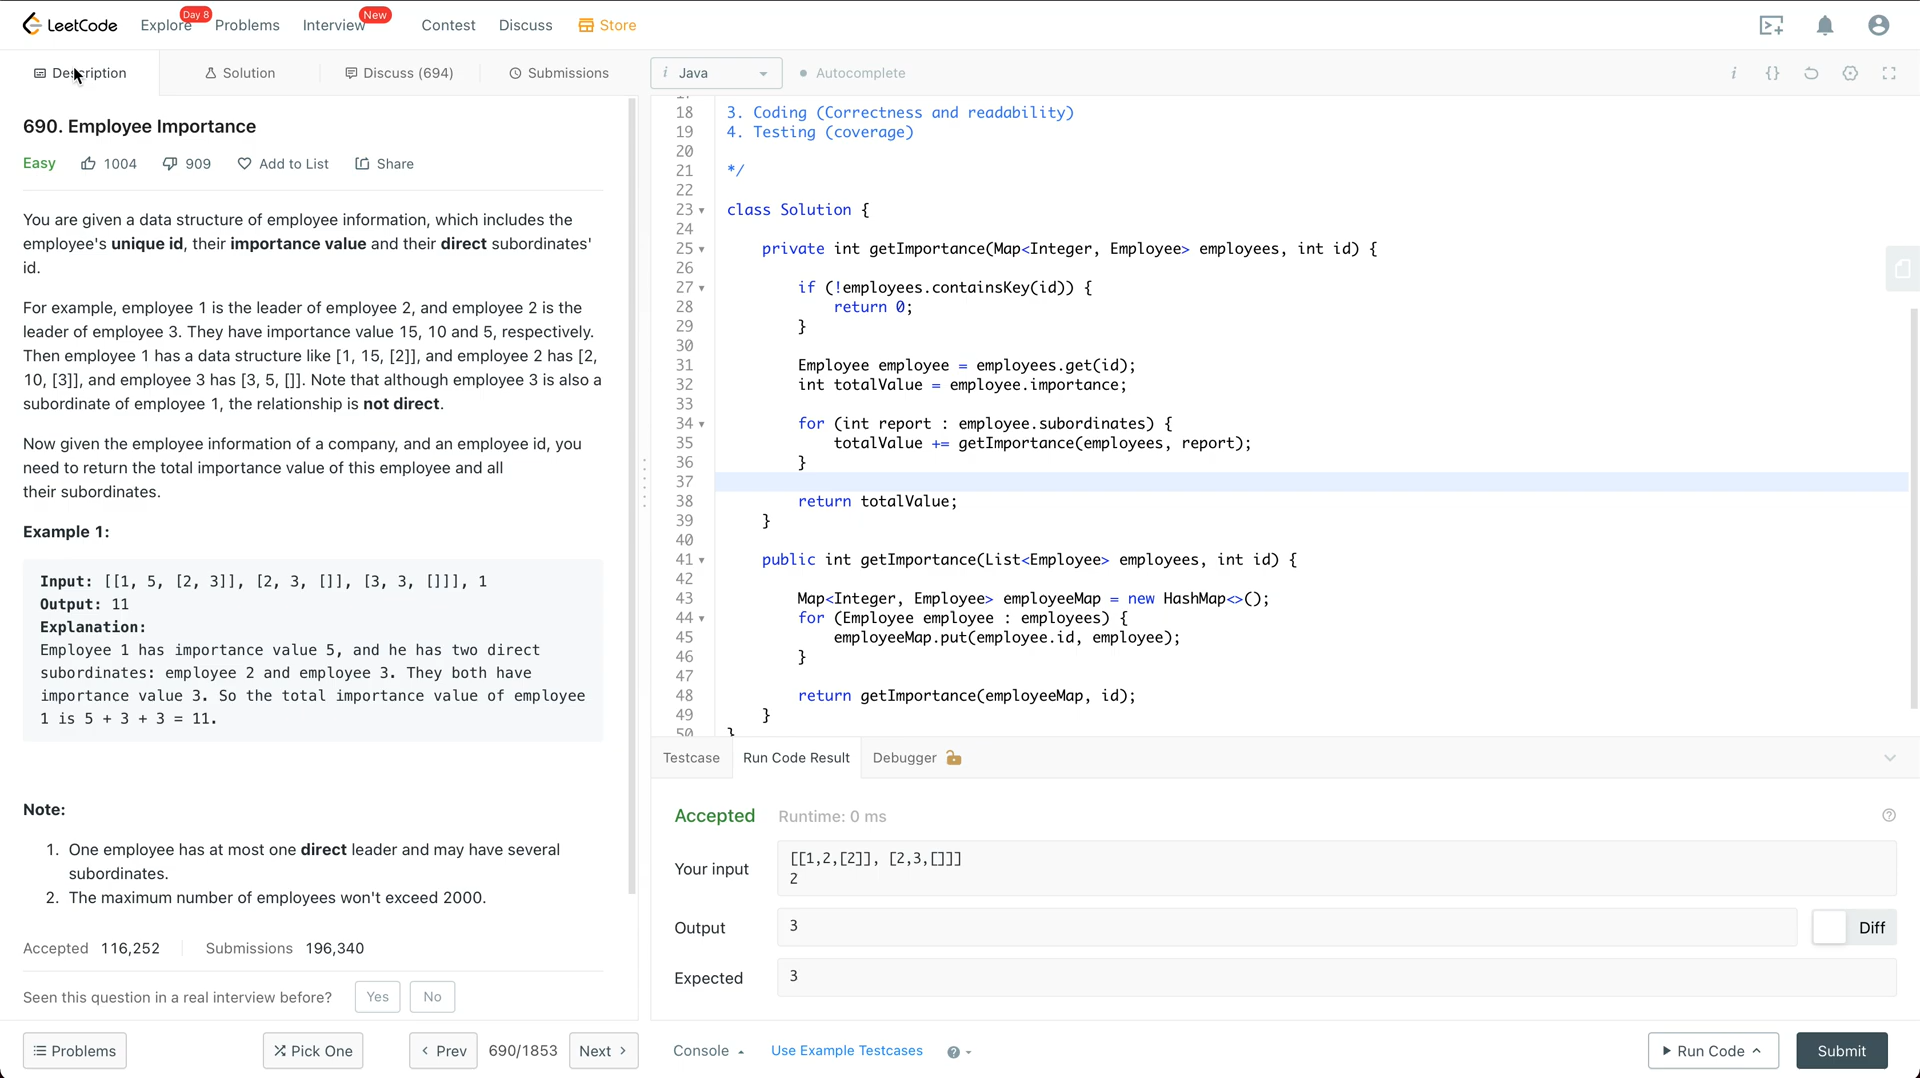 LeetCode
Explore
Day 8
Problems
Interview
New
Contest
Discuss
Store
Description
Solution
Discuss (694)
Submissions
i Java
Autocomplete
690. Employee Importance
Easy
1004
909
Add to List
Share
You are given a data structure of employee information, which includes the
employee's unique id, their importance value and their direct subordinates'
id.
For example, employee 1 is the leader of employee 2, and employee 2 is the
leader of employee 3. They have importance value 15, 10 and 5, respectively.
Then employee 1 has a data structure like [1, 15, [2]], and employee 2 has [2,
10, [3]], and employee 3 has [3, 5, []]. Note that although employee 3 is also a
subordinate of employee 1, the relationship is not direct.
Now given the employee information of a company, and an employee id, you
need to return the total importance value of this employee and all
their subordinates.
Example 1:
Input: [[1, 5, [2, 3]], [2, 3, []], [3, 3, []]], 1
Output: 11
Explanation:
Employee 1 has importance value 5, and he has two direct
subordinates: employee 2 and employee 3. They both have
importance value 3. So the total importance value of employee
1 is 5 + 3 + 3 = 11.
Note:
1. One employee has at most one direct leader and may have several
subordinates.
2. The maximum number of employees won't exceed 2000.
Accepted 116,252
Submissions 196,340
Seen this question in a real interview before?
Yes
No
Problems
Pick One
Prev
690/1853
Next
18 3. Coding (Correctness and readability)
19 4. Testing (coverage)
20
21 */
22
23 class Solution {
24
25 private int getImportance(Map<Integer, Employee> employees, int id) {
26
27 if (!employees.containsKey(id)) {
28 return 0;
29 }
30
31 Employee employee = employees.get(id);
32 int totalValue = employee.importance;
33
34 for (int report : employee.subordinates) {
35 totalValue += getImportance(employees, report);
36 }
37
38 return totalValue;
39 }
40
41 public int getImportance(List<Employee> employees, int id) {
42
43 Map<Integer, Employee> employeeMap = new HashMap<>();
44 for (Employee employee : employees) {
45 employeeMap.put(employee.id, employee);
46 }
47
48 return getImportance(employeeMap, id);
49 }
50 }
Testcase
Run Code Result
Debugger
Accepted
Runtime: 0 ms
Your input
[[1,2,[2]], [2,3,[]]]
2
Output
3
Diff
Expected
3
Console
Use Example Testcases
Run Code
Submit